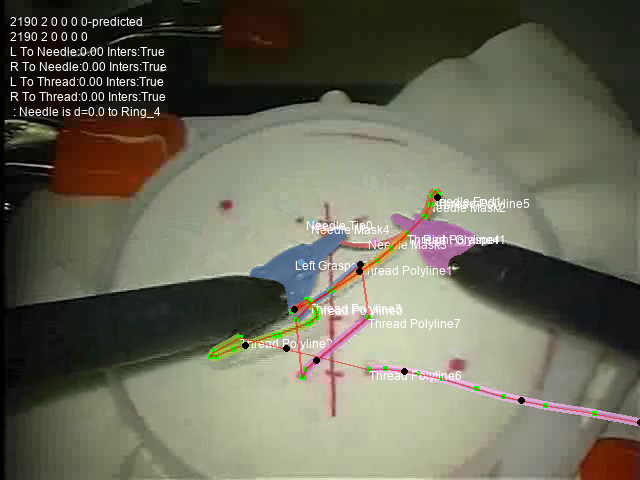 2190 2 0 0 0 0-predicted
2190 2 0 0 0 0
L To Needle:0.00 Inters:True
R To Needle:0.00 Inters:True
L To Thread:0.00 Inters:True
R To Thread:0.00 Inters:True
: Needle is d=0.0 to Ring_4
Needle End1
Needle Mask2
Needle Tip0
Needle Mask4
Needle Mask3
Left Grasper
Thread Polyline1
Thread Polyline3
Thread Polyline7
Thread Polyline2
Thread Polyline6